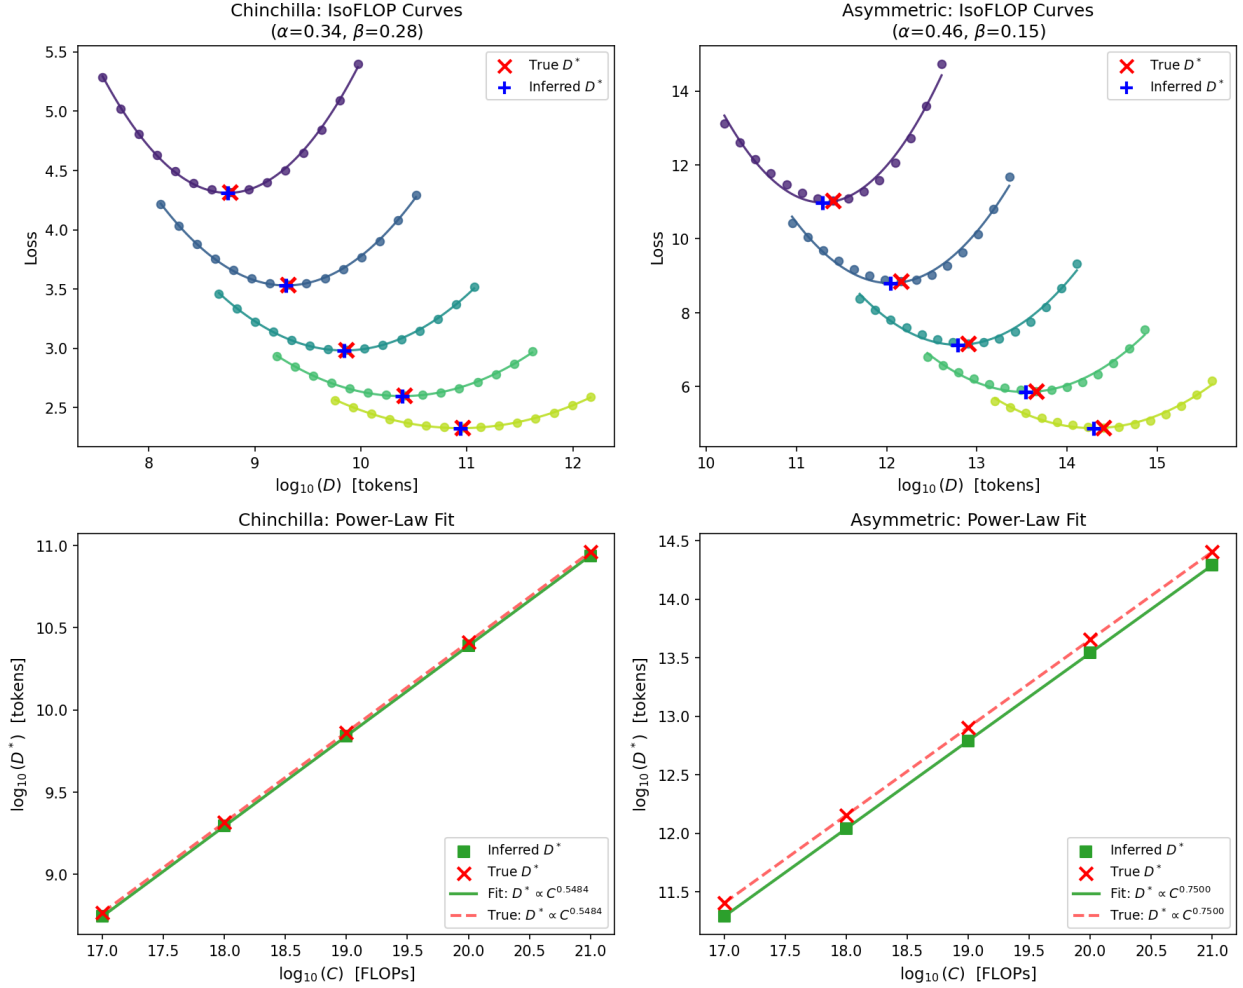 Chinchilla: IsoFLOP Curves
(α=0.34, β=0.28)
5.5
5.0
4.5
4.0
3.5
3.0
2.5
Loss
True D*
Inferred D*
8
9
10
11
12
log₁₀(D) [tokens]
Asymmetric: IsoFLOP Curves
(α=0.46, β=0.15)
14
12
10
8
6
Loss
True D*
Inferred D*
10
11
12
13
14
15
log₁₀(D) [tokens]
Chinchilla: Power-Law Fit
11.0
10.5
10.0
9.5
9.0
log₁₀(D*) [tokens]
Inferred D*
True D*
Fit: D* ∝ C^0.5484
True: D* ∝ C^0.5484
17.0
17.5
18.0
18.5
19.0
19.5
20.0
20.5
21.0
log₁₀(C) [FLOPs]
Asymmetric: Power-Law Fit
14.5
14.0
13.5
13.0
12.5
12.0
11.5
log₁₀(D*) [tokens]
Inferred D*
True D*
Fit: D* ∝ C^0.7500
True: D* ∝ C^0.7500
17.0
17.5
18.0
18.5
19.0
19.5
20.0
20.5
21.0
log₁₀(C) [FLOPs]